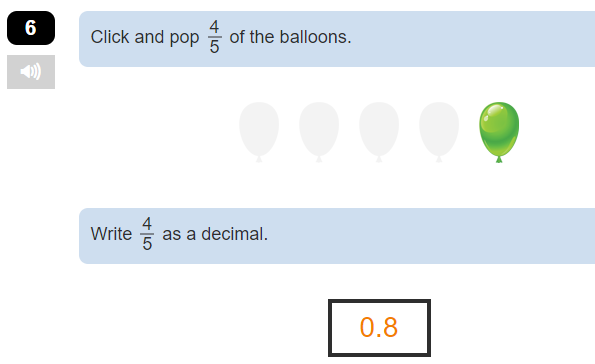 6
Click and pop 4/5 of the balloons.
Write 4/5 as a decimal.
0.8